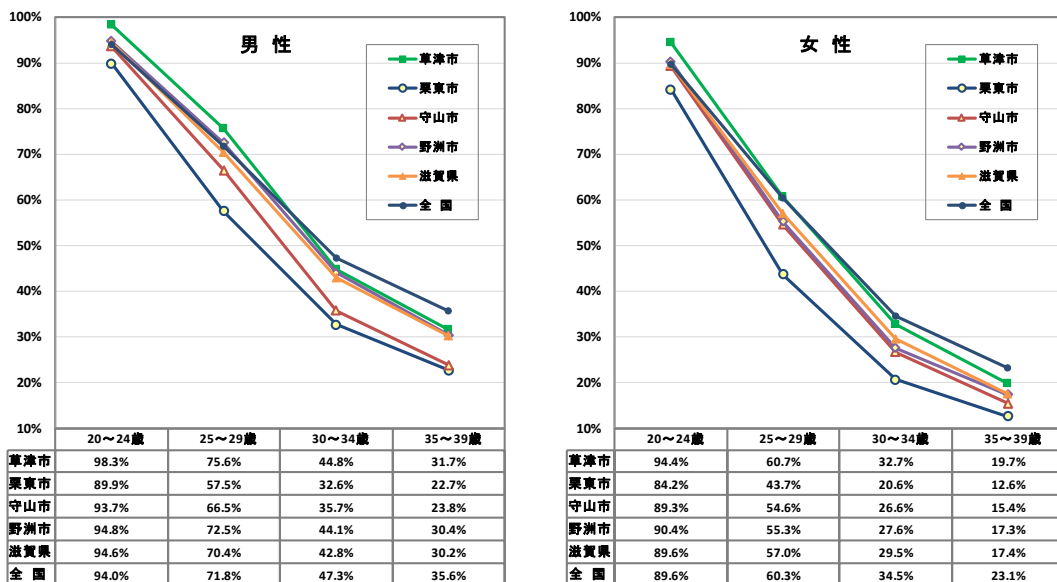 男 性
100%
90%
80%
70%
60%
50%
40%
30%
20%
10%
草津市
栗東市
守山市
野洲市
滋賀県
全 国
20～24歳 25～29歳 30～34歳 35～39歳
草津市 98.3% 75.6% 44.8% 31.7%
栗東市 89.9% 57.5% 32.6% 22.7%
守山市 93.7% 66.5% 35.7% 23.8%
野洲市 94.8% 72.5% 44.1% 30.4%
滋賀県 94.6% 70.4% 42.8% 30.2%
全 国 94.0% 71.8% 47.3% 35.6%
女 性
100%
90%
80%
70%
60%
50%
40%
30%
20%
10%
草津市
栗東市
守山市
野洲市
滋賀県
全 国
20～24歳 25～29歳 30～34歳 35～39歳
草津市 94.4% 60.7% 32.7% 19.7%
栗東市 84.2% 43.7% 20.6% 12.6%
守山市 89.3% 54.6% 26.6% 15.4%
野洲市 90.4% 55.3% 27.6% 17.3%
滋賀県 89.6% 57.0% 29.5% 17.4%
全 国 89.6% 60.3% 34.5% 23.1%